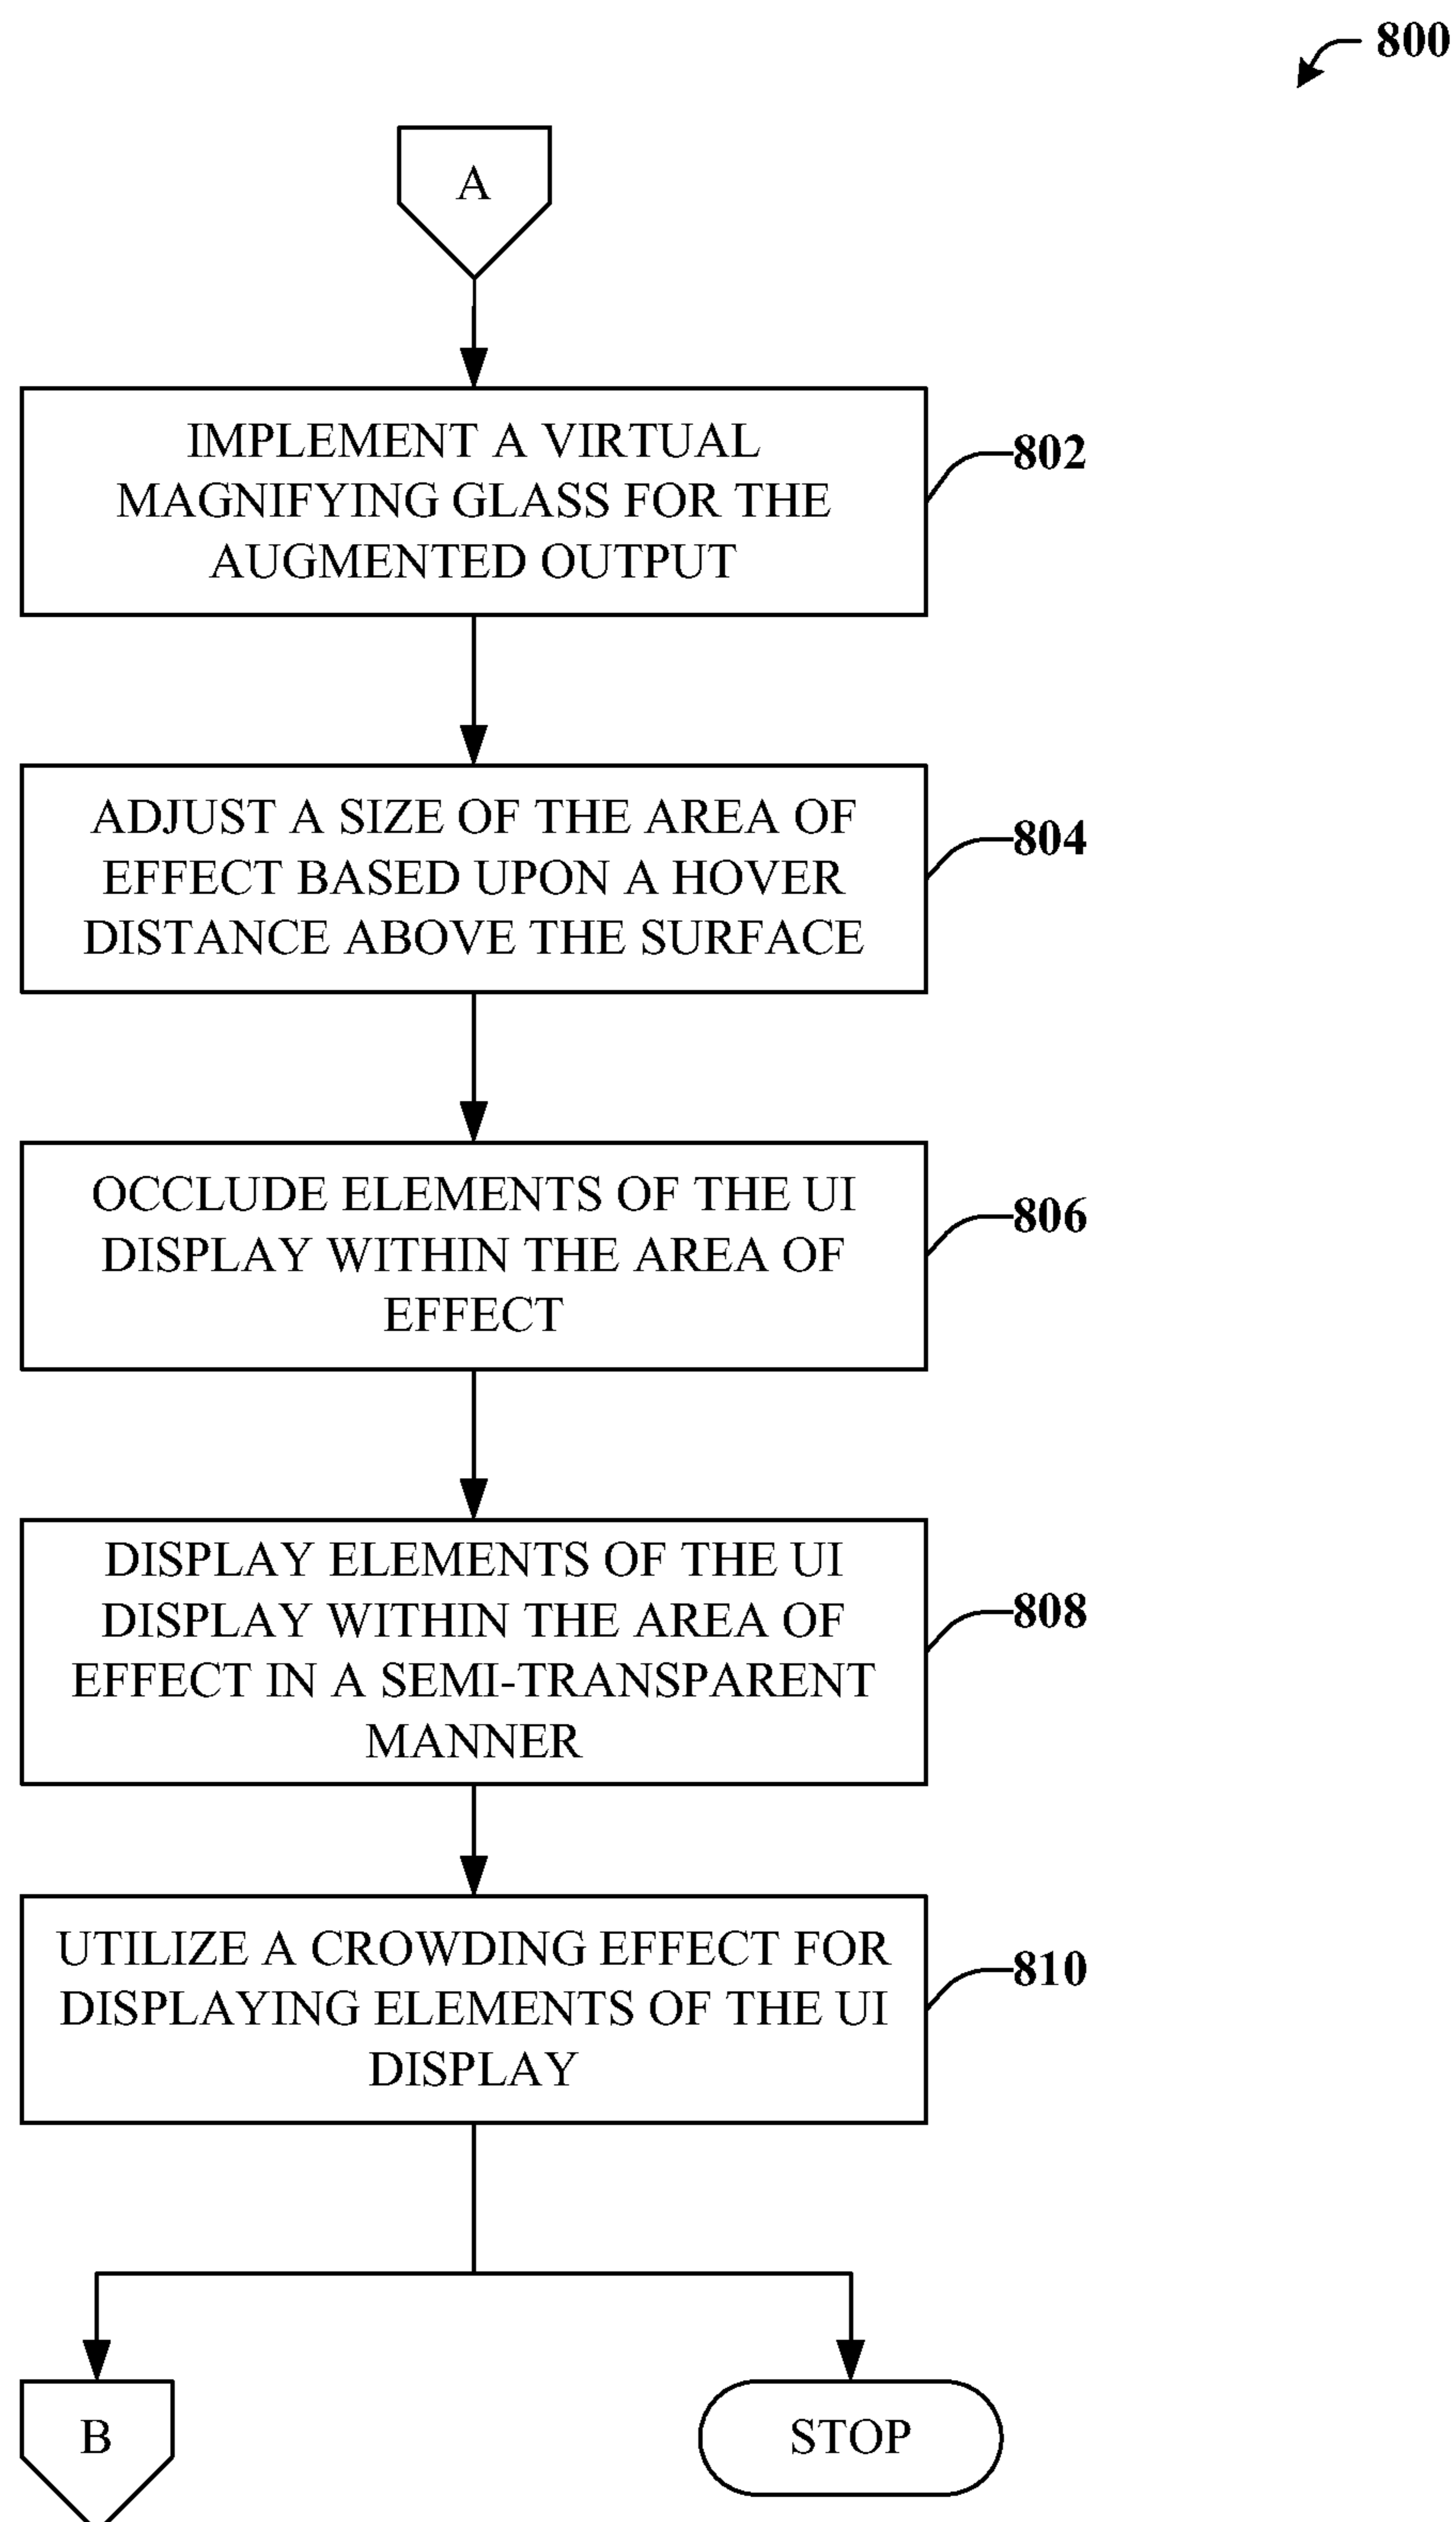 800
A
IMPLEMENT A VIRTUAL
MAGNIFYING GLASS FOR THE
AUGMENTED OUTPUT
802
ADJUST A SIZE OF THE AREA OF
EFFECT BASED UPON A HOVER
DISTANCE ABOVE THE SURFACE
804
OCCLUDE ELEMENTS OF THE UI
DISPLAY WITHIN THE AREA OF
EFFECT
806
DISPLAY ELEMENTS OF THE UI
DISPLAY WITHIN THE AREA OF
EFFECT IN A SEMI-TRANSPARENT
MANNER
808
UTILIZE A CROWDING EFFECT FOR
DISPLAYING ELEMENTS OF THE UI
DISPLAY
810
B
STOP